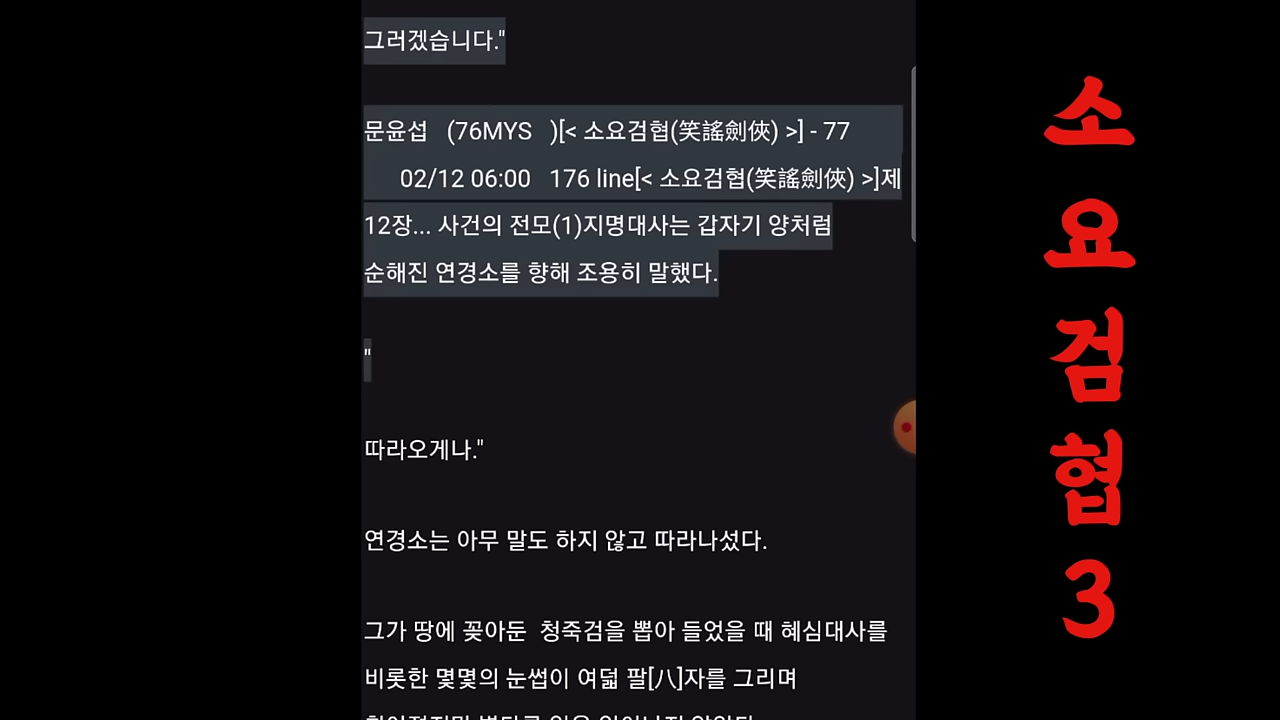 그러겠습니다."
문윤섭 (76MYS )[< 소요검협(笑謠劍俠) >] - 77
02/12 06:00 176 line[< 소요검협(笑謠劍俠) >]제
12장... 사건의 전모(1)지명대사는 갑자기 양처럼
순해진 연경소를 향해 조용히 말했다.
"
따라오게나."
연경소는 아무 말도 하지 않고 따라나섰다.
그가 땅에 꽂아둔 청죽검을 뽑아 들었을 때 혜심대사를
비롯한 몇몇의 눈썹이 여덟 팔[八]자를 그리며
소
요
검
협
3